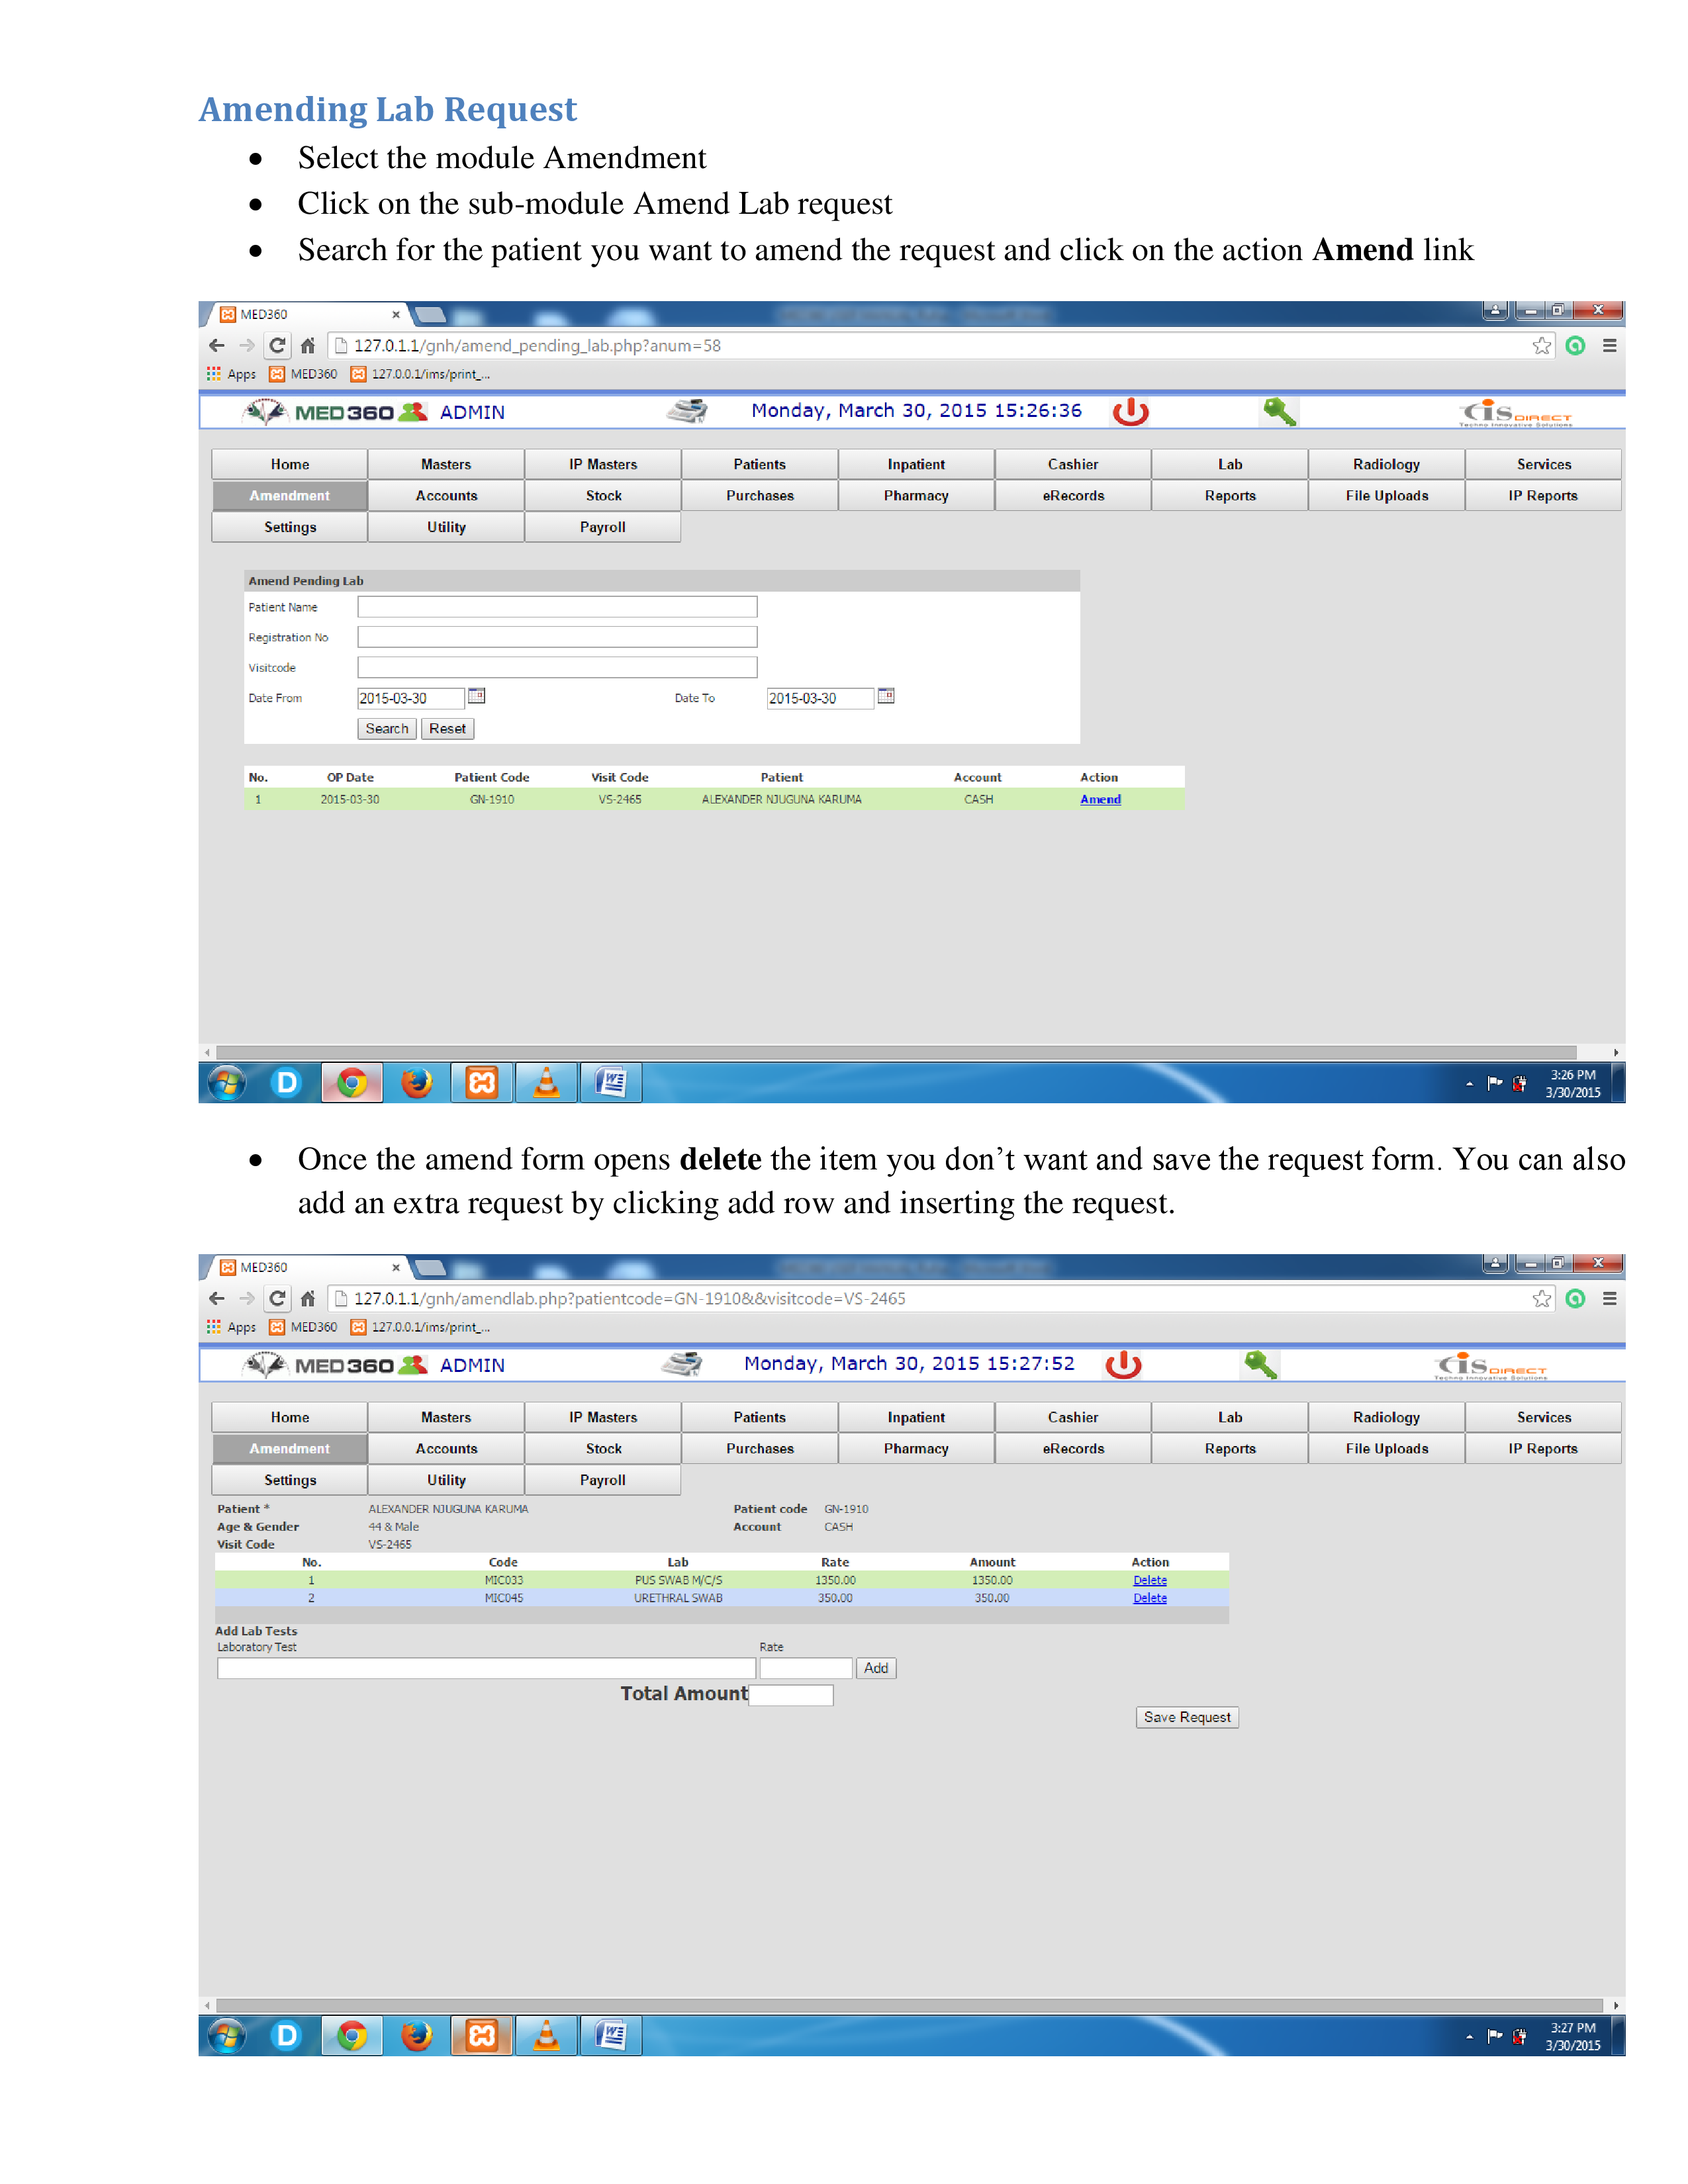 Amending Lab Request
• Select the module Amendment
• Click on the sub-module Amend Lab request
• Search for the patient you want to amend the request and click on the action Amend link
MED360
127.0.1.1/gnh/amend_pending_lab.php?anum=58
Apps MED360 127.0.0.1/ims/print_...
MED360 ADMIN Monday, March 30, 2015 15:26:36 CIS DIRECT
Techno Innovative Solutions
Home Masters IP Masters Patients Inpatient Cashier Lab Radiology Services
Amendment Accounts Stock Purchases Pharmacy eRecords Reports File Uploads IP Reports
Settings Utility Payroll
Amend Pending Lab
Patient Name
Registration No
Visitcode
Date From 2015-03-30 Date To 2015-03-30
Search Reset
No. OP Date Patient Code Visit Code Patient Account Action
1 2015-03-30 GN-1910 VS-2465 ALEXANDER NJUGUNA KARUMA CASH Amend
3:26 PM
3/30/2015
• Once the amend form opens delete the item you don't want and save the request form. You can also
add an extra request by clicking add row and inserting the request.
MED360
127.0.1.1/gnh/amendlab.php?patientcode=GN-1910&&visitcode=VS-2465
Apps MED360 127.0.0.1/ims/print_...
MED360 ADMIN Monday, March 30, 2015 15:27:52 CIS DIRECT
Techno Innovative Solutions
Home Masters IP Masters Patients Inpatient Cashier Lab Radiology Services
Amendment Accounts Stock Purchases Pharmacy eRecords Reports File Uploads IP Reports
Settings Utility Payroll
Patient * ALEXANDER NJUGUNA KARUMA Patient code GN-1910
Age & Gender 44 & Male Account CASH
Visit Code VS-2465
No. Code Lab Rate Amount Action
1 MIC033 PUS SWAB M/C/S 1350.00 1350.00 Delete
2 MIC045 URETHRAL SWAB 350.00 350.00 Delete
Add Lab Tests
Laboratory Test Rate
Add
Total Amount
Save Request
3:27 PM
3/30/2015